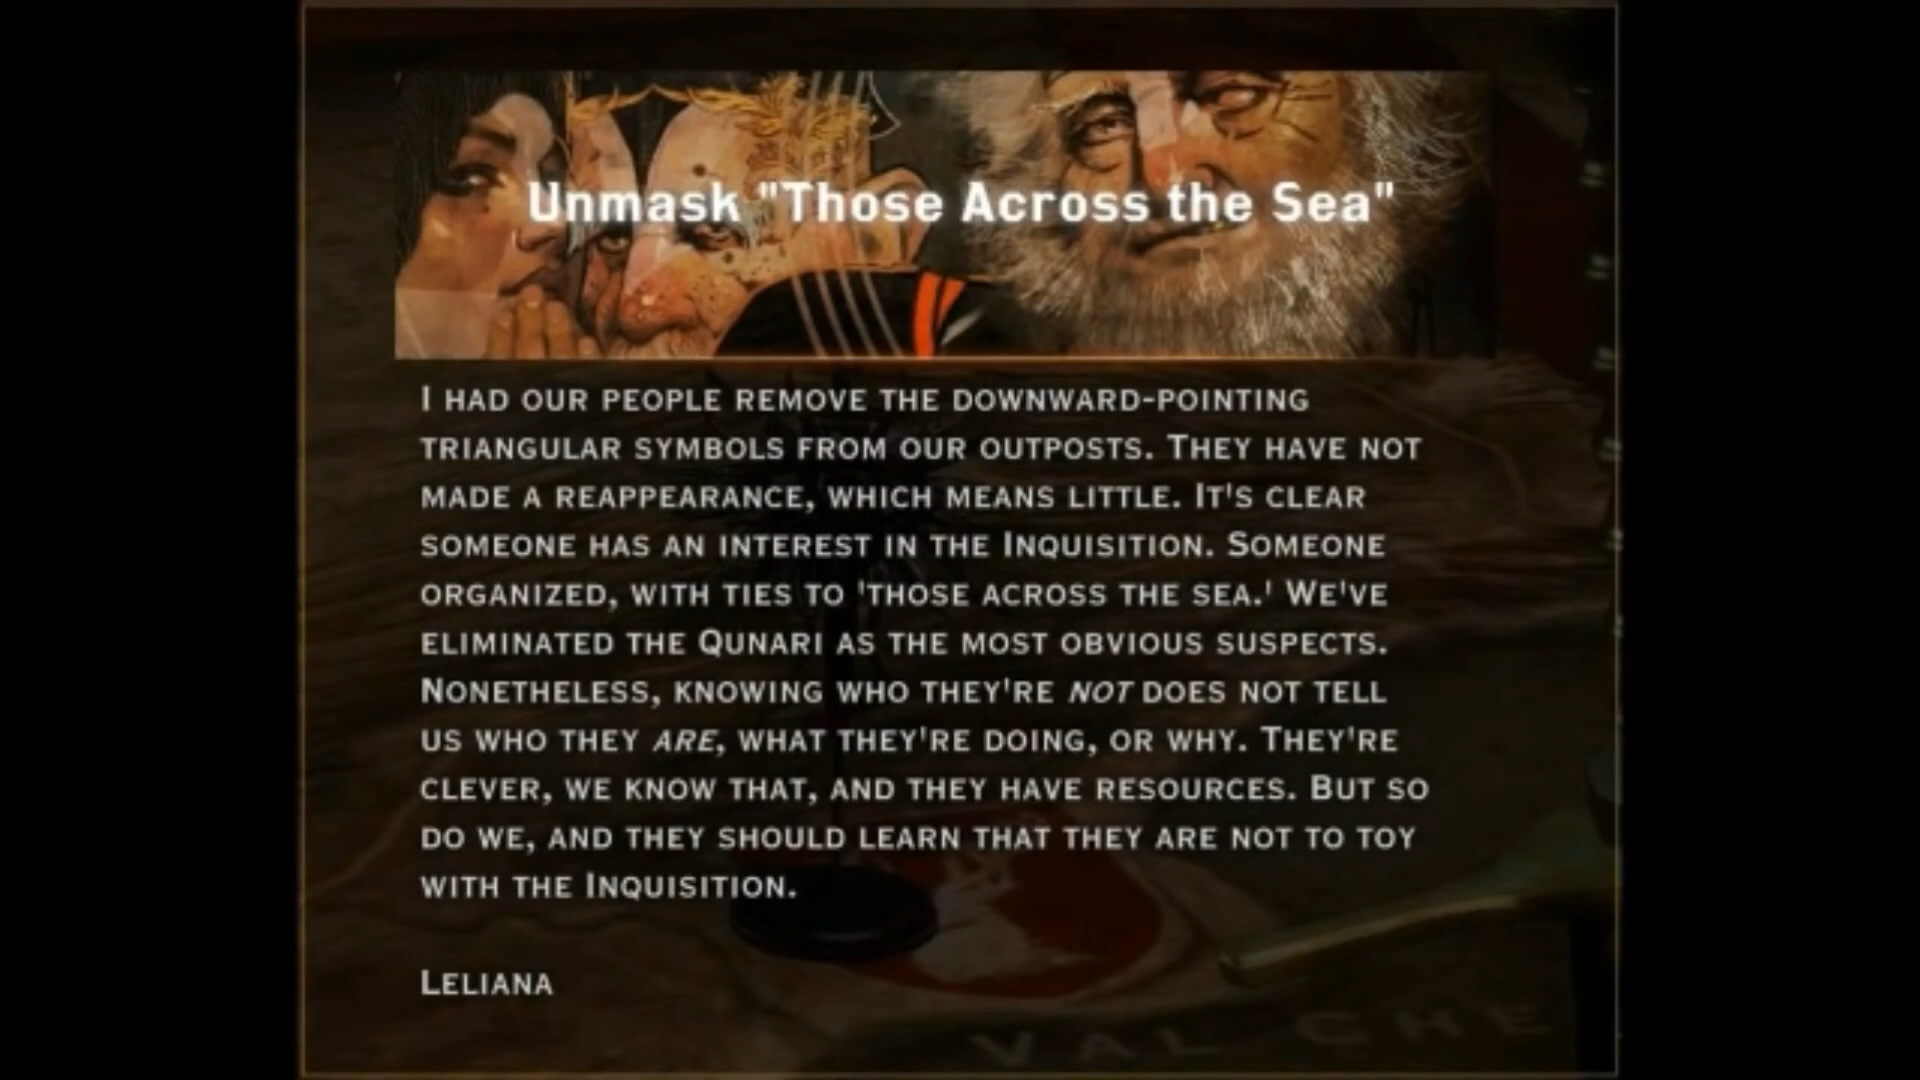 Unmask "Those Across the Sea"
I had our people remove the downward-pointing
triangular symbols from our outposts. They have not
made a reappearance, which means little. It's clear
someone has an interest in the Inquisition. Someone
organized, with ties to 'those across the sea.' We've
eliminated the Qunari as the most obvious suspects.
Nonetheless, knowing who they're not does not tell
us who they are, what they're doing, or why. They're
clever, we know that, and they have resources. But so
do we, and they should learn that they are not to toy
with the Inquisition.
Leliana
VAL CHE